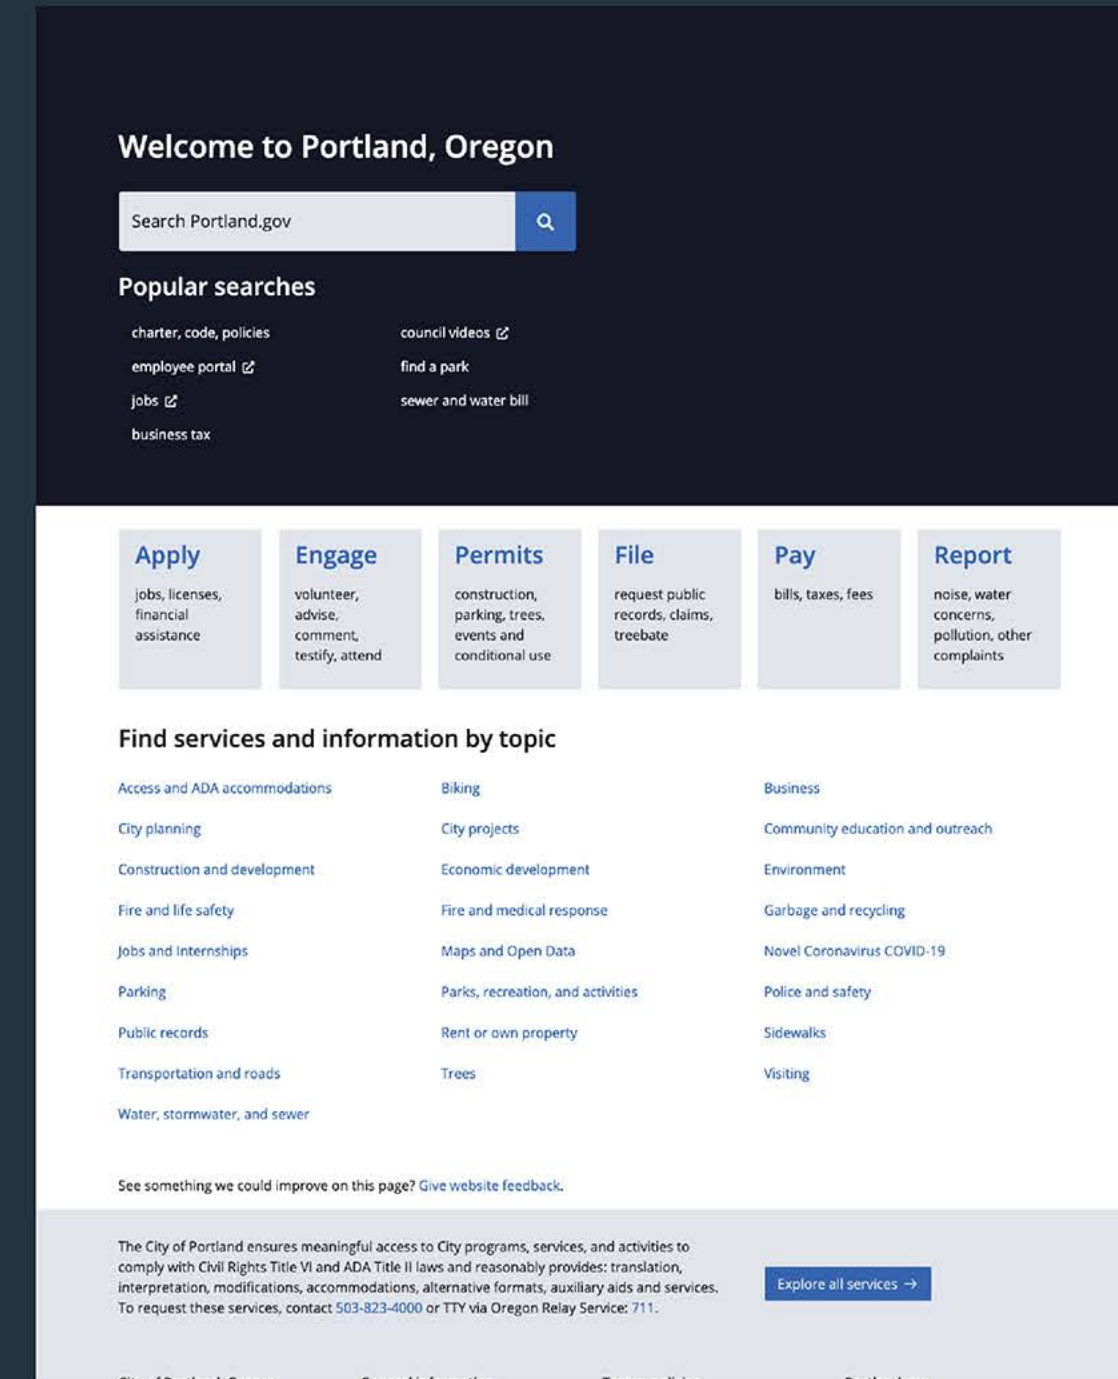 Welcome to Portland, Oregon
Search Portland.gov
Popular searches
charter, code, policies
employee portal
jobs
business tax
council videos
find a park
sewer and water bill
Apply
jobs, licenses,
financial
assistance
Engage
volunteer,
advise,
comment,
testify, attend
Permits
construction,
parking, trees,
events and
conditional use
File
request public
records, claims,
treebate
Pay
bills, taxes, fees
Report
noise, water
concerns,
pollution, other
complaints
Find services and information by topic
Access and ADA accommodations
Biking
Business
City planning
City projects
Community education and outreach
Construction and development
Economic development
Environment
Fire and life safety
Fire and medical response
Garbage and recycling
Jobs and Internships
Maps and Open Data
Novel Coronavirus COVID-19
Parking
Parks, recreation, and activities
Police and safety
Public records
Rent or own property
Sidewalks
Transportation and roads
Trees
Visiting
Water, stormwater, and sewer
See something we could improve on this page? Give website feedback.
The City of Portland ensures meaningful access to City programs, services, and activities to
comply with Civil Rights Title VI and ADA Title II laws and reasonably provides: translation,
interpretation, modifications, accommodations, alternative formats, auxiliary aids and services.
To request these services, contact 503-823-4000 or TTY via Oregon Relay Service: 711.
Explore all services →